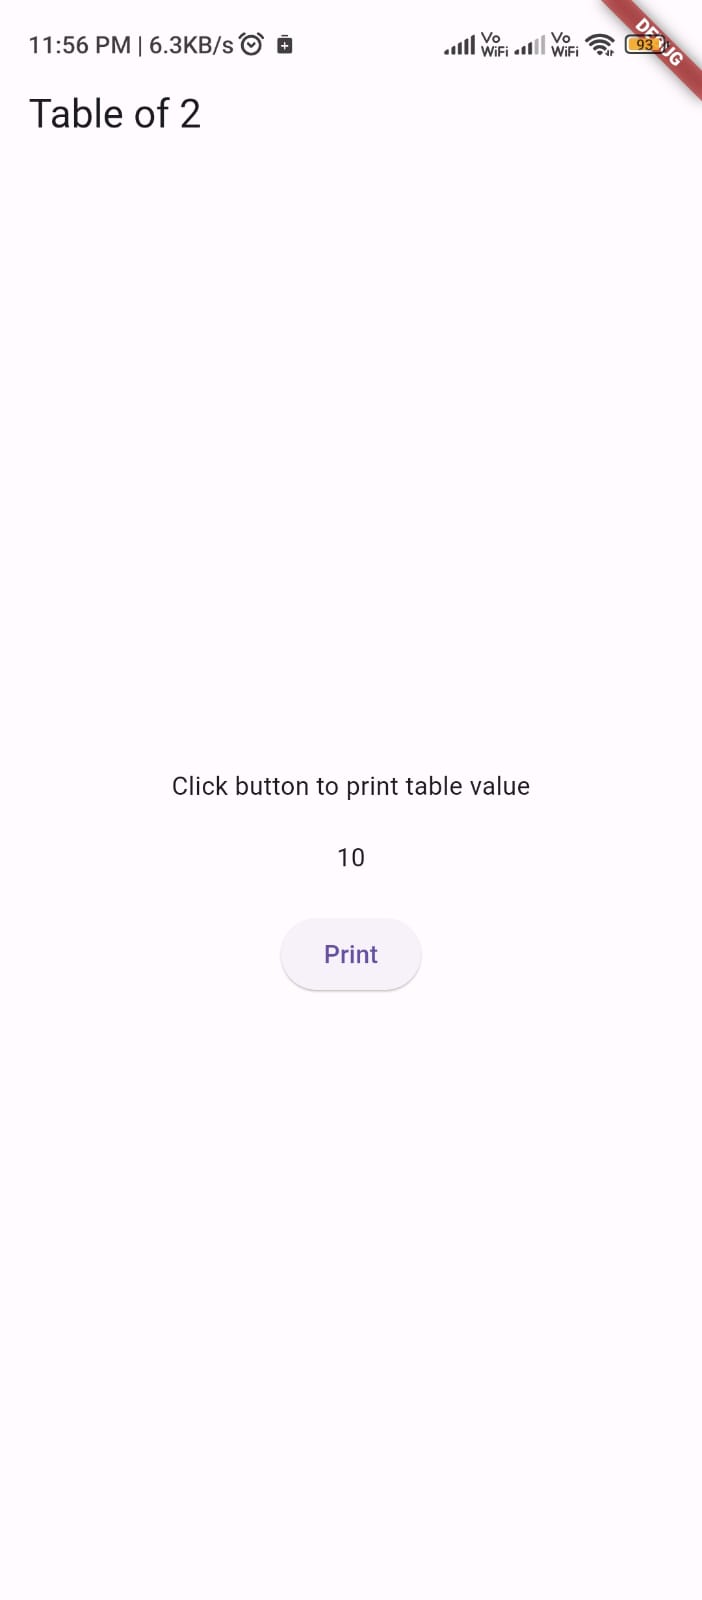 11:56 PM | 6.3KB/s Vo WiFi Vo WiFi 93
DEBUG
Table of 2
Click button to print table value
10
Print